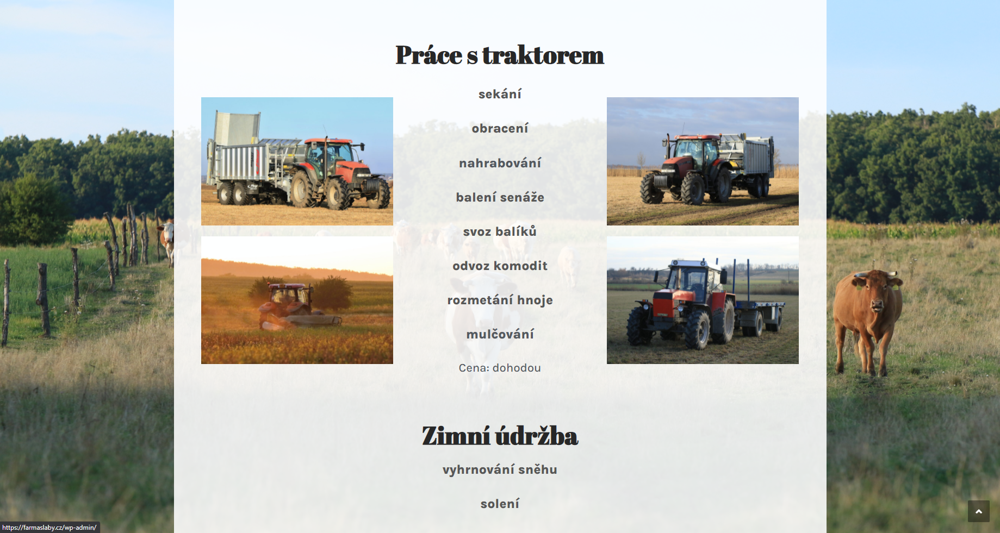 Práce s traktorem
sekání
obracení
nahrabování
balení senáže
svoz balíků
odvoz komodit
rozmetání hnoje
mulčování
Cena: dohodou
Zimní údržba
vyhrnování sněhu
solení
https://farmaslaby.cz/wp-admin/